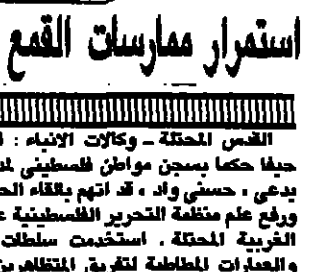 استمرار ممارسات القمع
القدس المحتلة ـ وكالات الانباء :
حيفا حكما بسجن مواطن فلسطيني
يدعى ، حسني واد ، قد اتهم بالقاء
ورفع علم منظمة التحرير الفلسطينية
الغربية المحتلة . استخدمت سلطات
والعيارات المطاطية لتفريق المتظاهرين